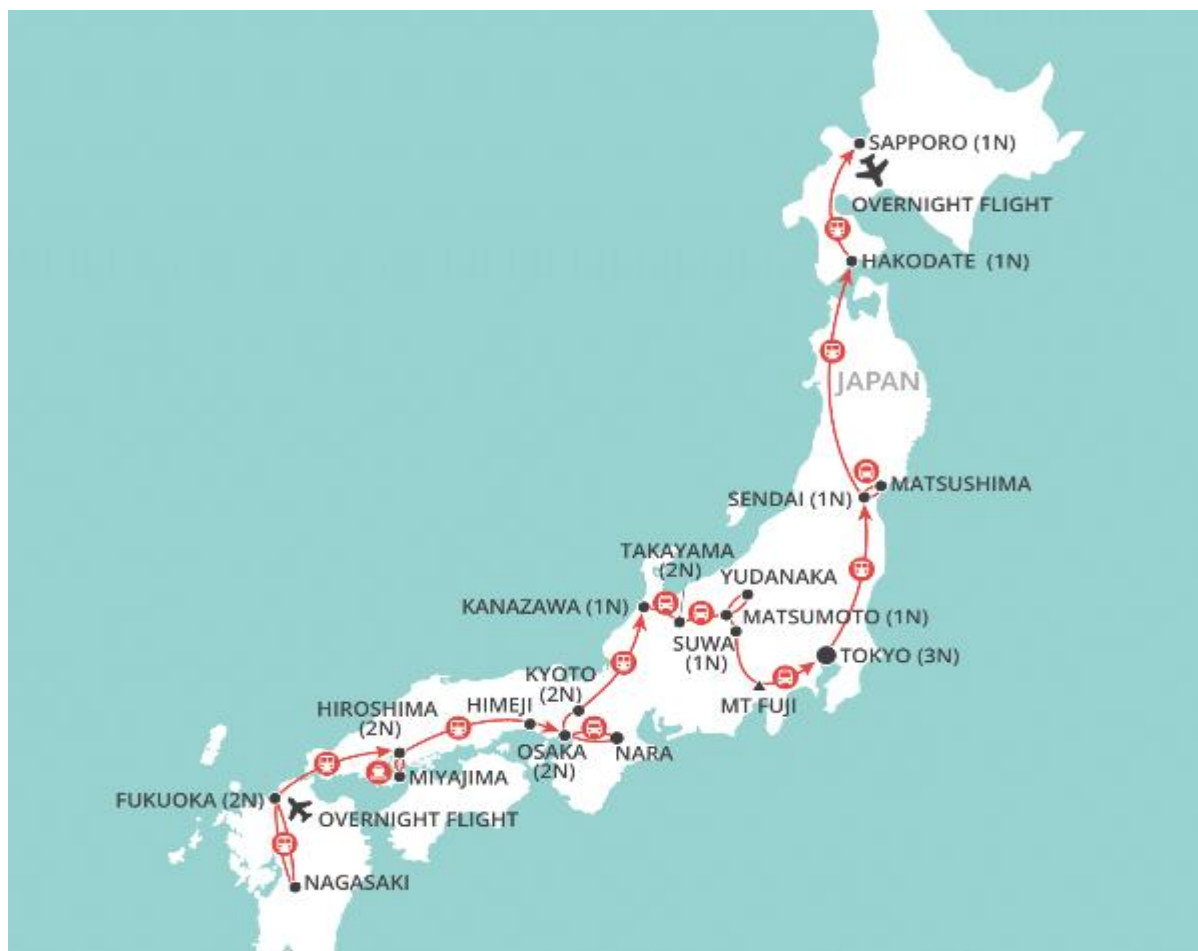 SAPPORO (1N)
OVERNIGHT FLIGHT
HAKODATE (1N)
JAPAN
MATSUSHIMA
SENDAI (1N)
TAKAYAMA
(2N)
YUDANAKA
KANAZAWA (1N)
MATSUMOTO (1N)
SUWA
(1N)
TOKYO (3N)
KYOTO
(2N)
MT FUJI
HIMEJI
HIROSHIMA
(2N)
OSAKA
(2N)
NARA
MIYAJIMA
FUKUOKA (2N)
OVERNIGHT FLIGHT
NAGASAKI